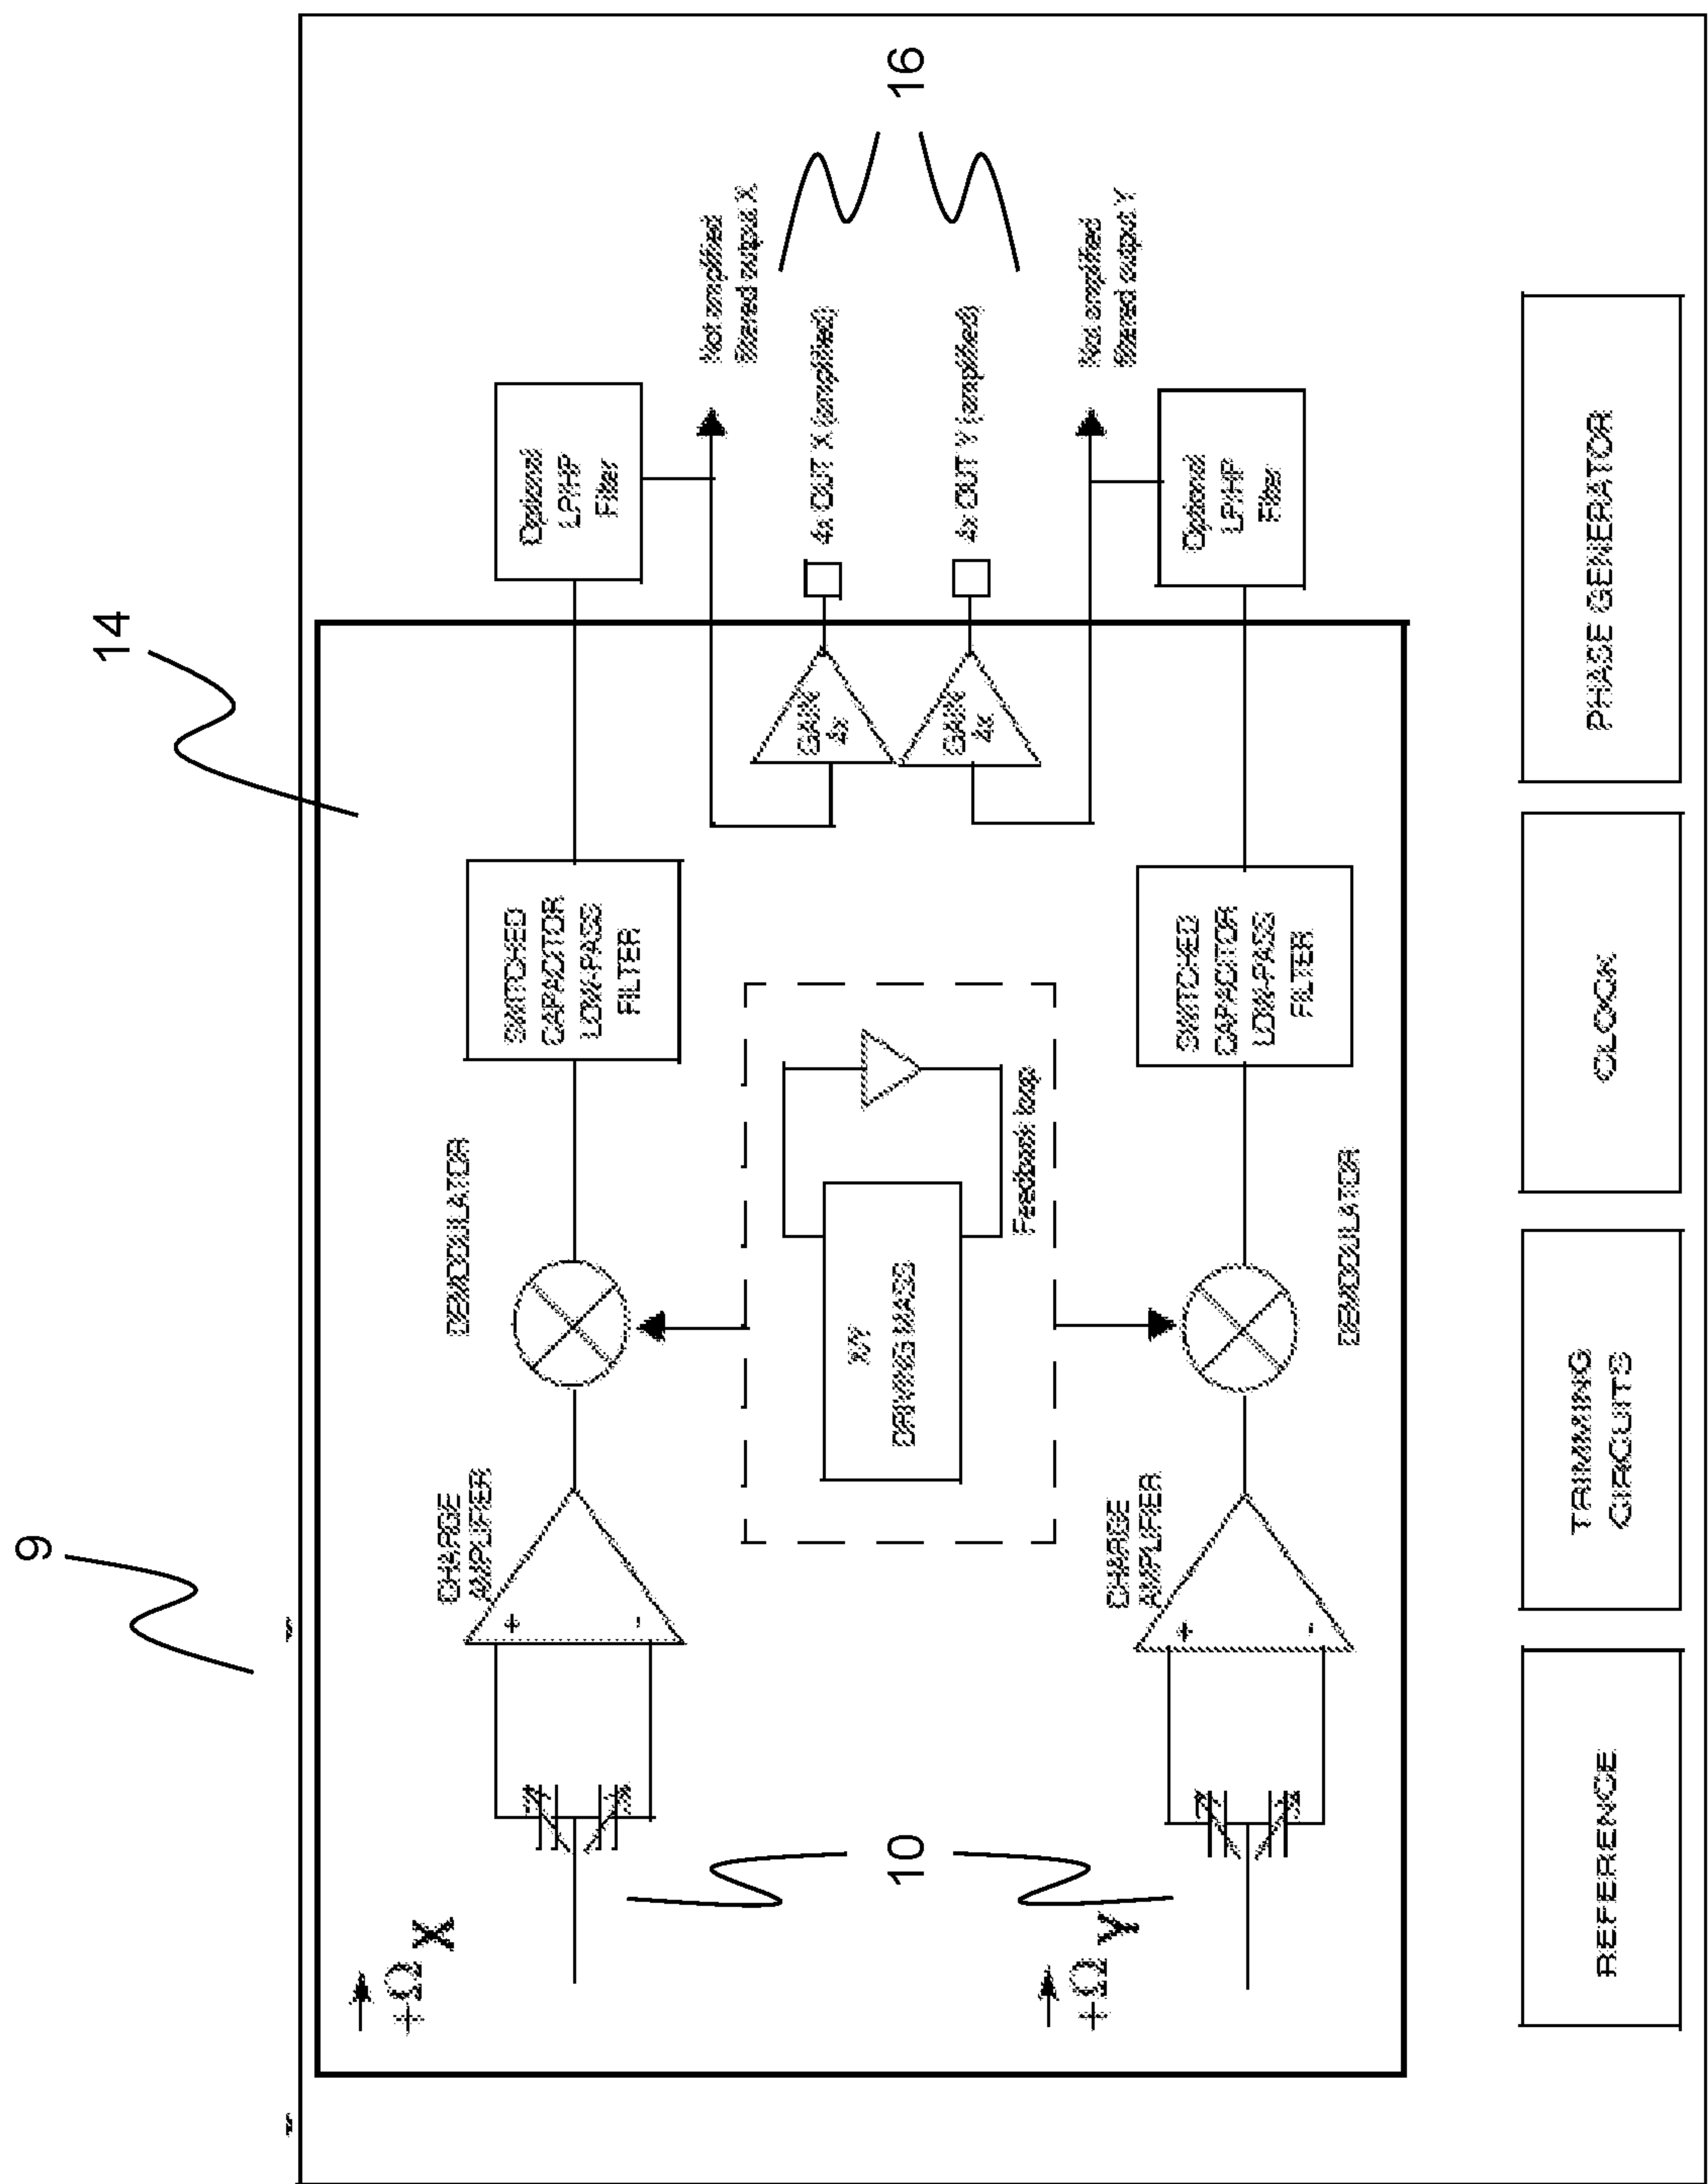 9
14
16
10
+Ω X
CHARGE
AMPLIFIER
+
-
DEMODULATOR
SWITCHED
CAPACITOR
LOW-PASS
FILTER
Optional
LP/HP
Filter
Not amplified
filtered output X
4x OUT X (amplified)
GAIN
4x
X/Y
DRIVING MASS
Feedback loop
GAIN
4x
4x OUT Y (amplified)
Not amplified
filtered output Y
+Ω Y
CHARGE
AMPLIFIER
+
-
DEMODULATOR
SWITCHED
CAPACITOR
LOW-PASS
FILTER
Optional
LP/HP
Filter
REFERENCE
TRIMMING
CIRCUITS
CLOCK
PHASE GENERATOR